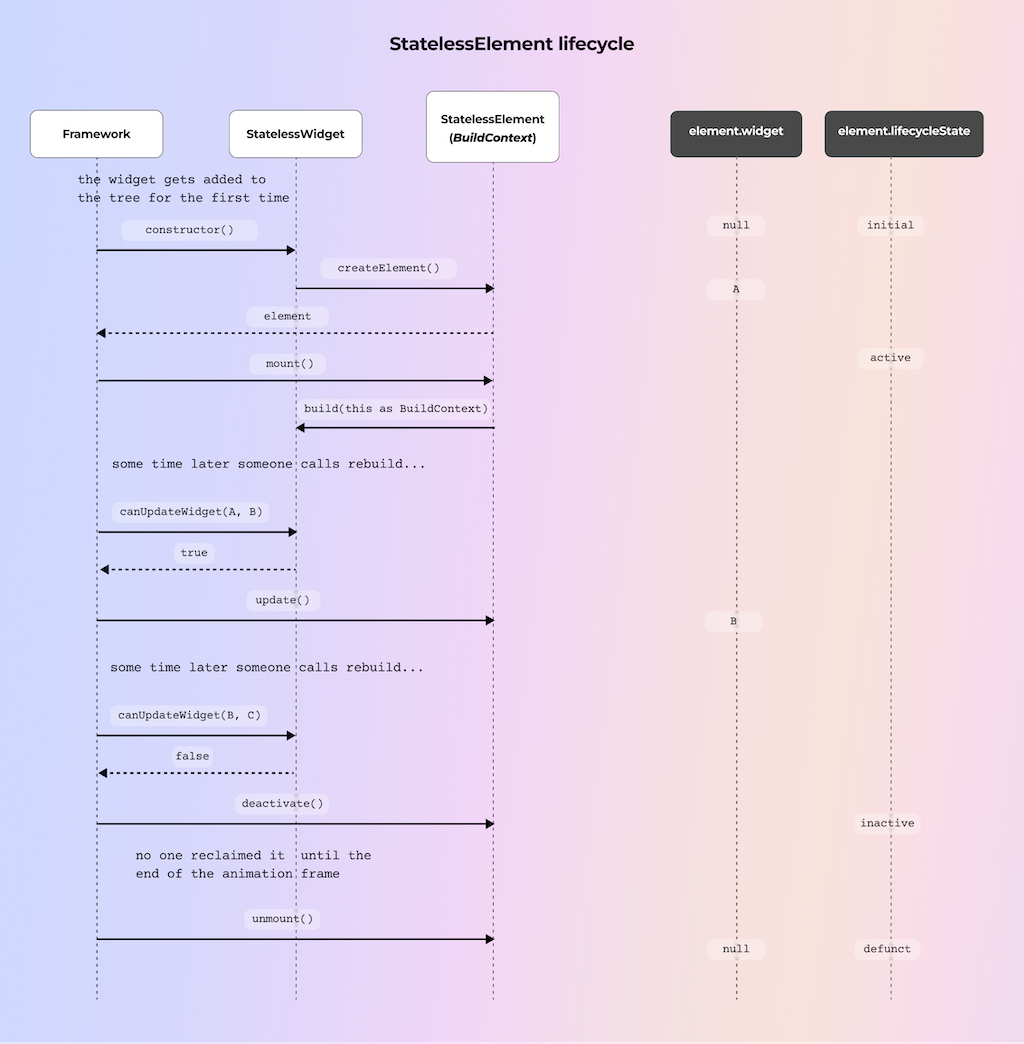 StatelessElement lifecycle
Framework
StatelessWidget
StatelessElement
(BuildContext)
element.widget
element.lifecycleState
the widget gets added to
the tree for the first time
constructor()
null
initial
createElement()
A
element
mount()
active
build(this as BuildContext)
some time later someone calls rebuild...
canUpdateWidget(A, B)
true
update()
B
some time later someone calls rebuild...
canUpdateWidget(B, C)
false
deactivate()
inactive
no one reclaimed it until the
end of the animation frame
unmount()
null
defunct